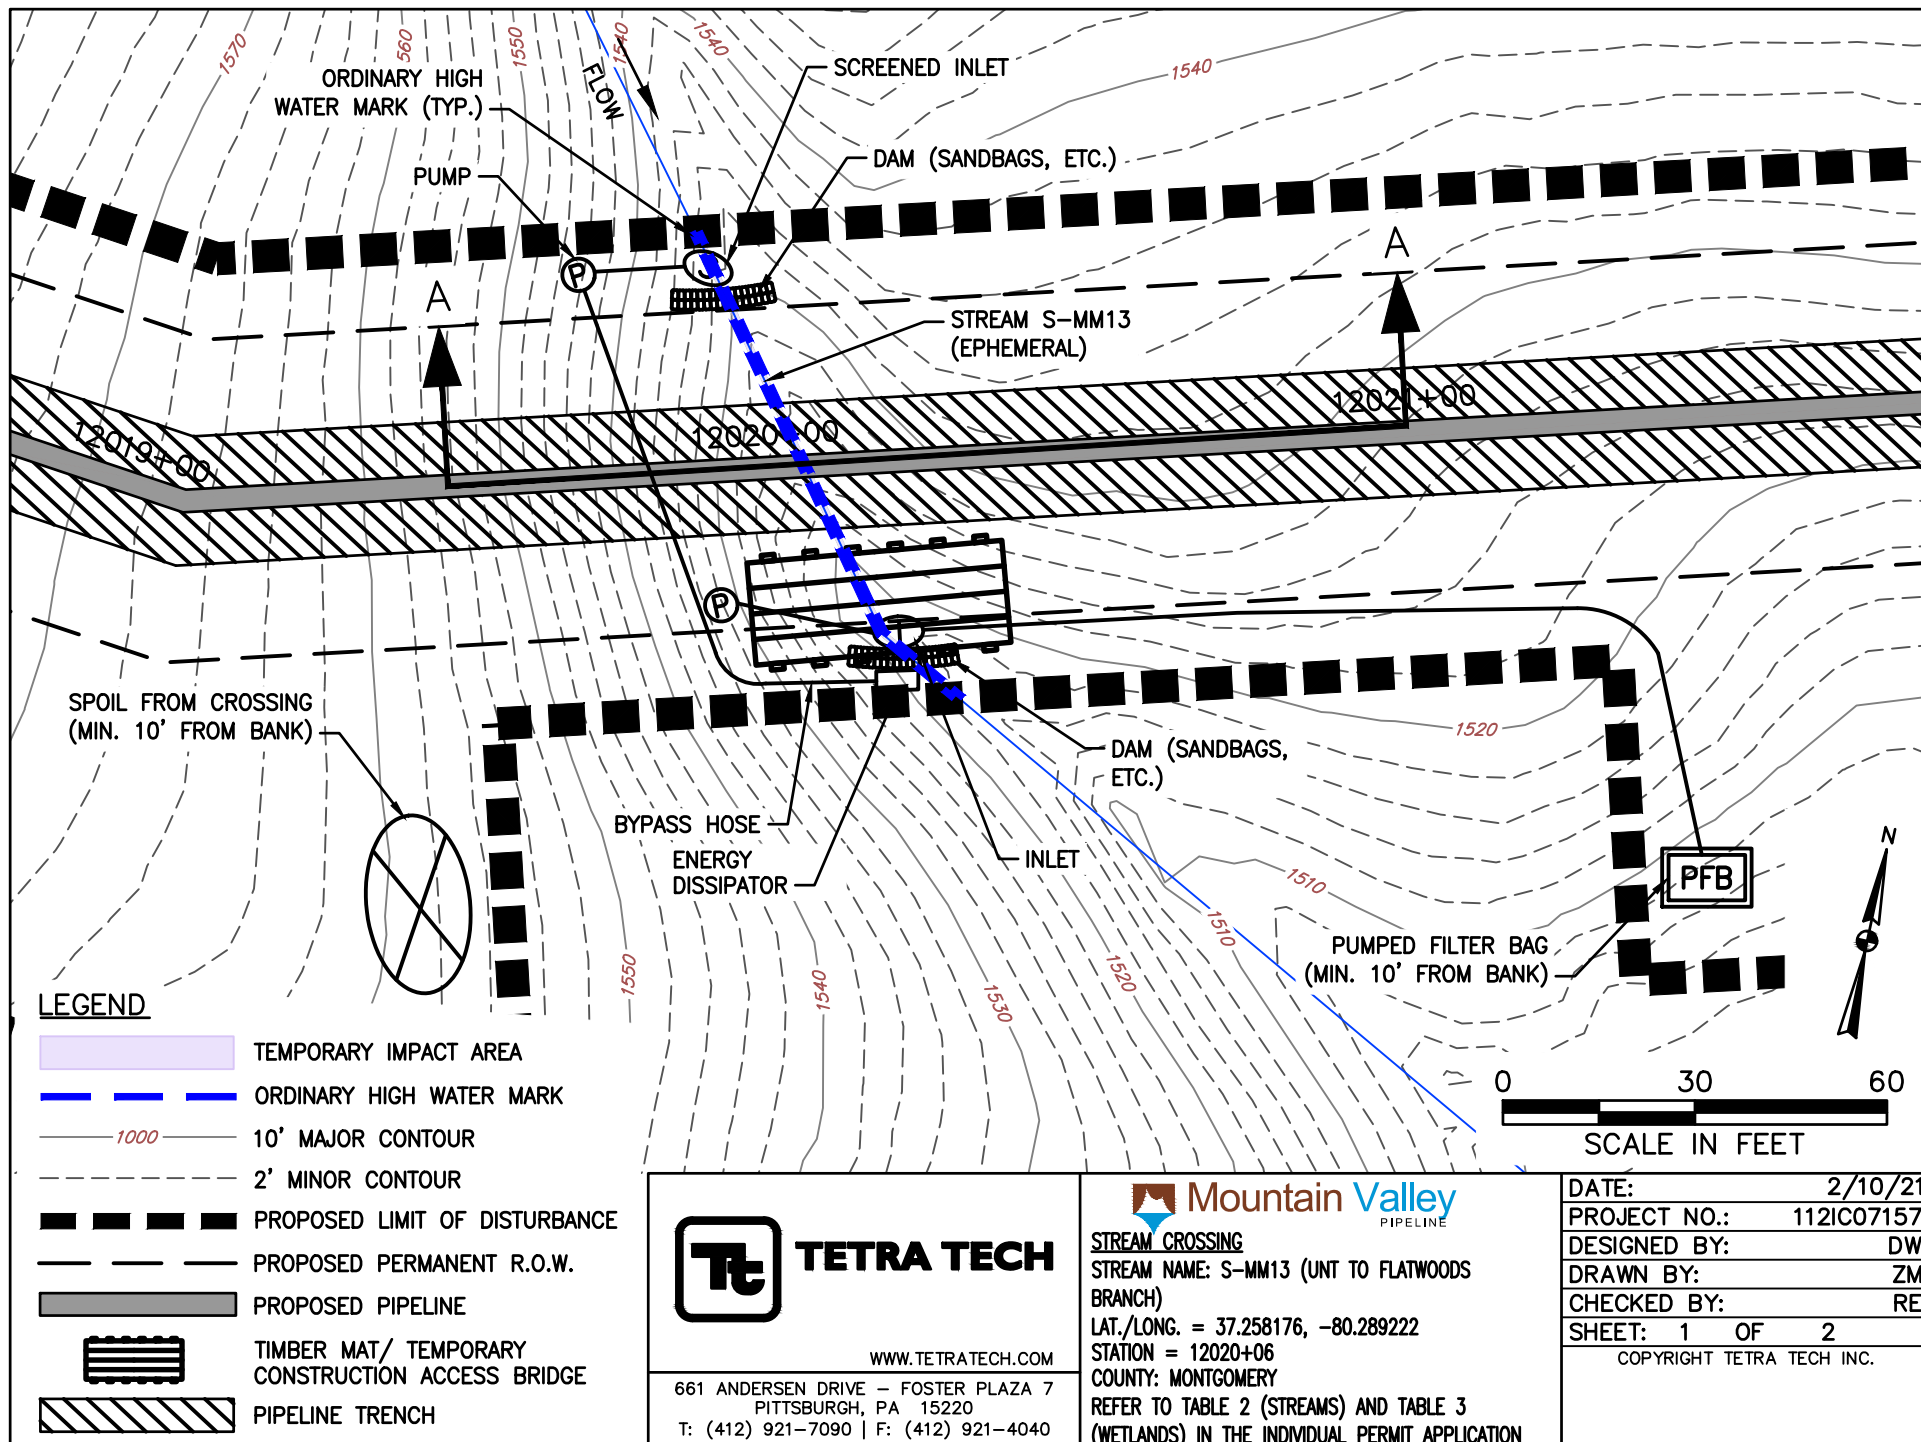 1570
560
1550
1540
1540
1540
FLOW
ORDINARY HIGH
WATER MARK (TYP.)
SCREENED INLET
DAM (SANDBAGS, ETC.)
PUMP
P
A
A
STREAM S-MM13
(EPHEMERAL)
12019+00
12020+00
12021+00
P
SPOIL FROM CROSSING
(MIN. 10' FROM BANK)
1520
DAM (SANDBAGS,
ETC.)
BYPASS HOSE
ENERGY
DISSIPATOR
INLET
1510
1510
PFB
N
PUMPED FILTER BAG
(MIN. 10' FROM BANK)
1550
1540
1530
1520
LEGEND
TEMPORARY IMPACT AREA
ORDINARY HIGH WATER MARK
1000
10' MAJOR CONTOUR
2' MINOR CONTOUR
PROPOSED LIMIT OF DISTURBANCE
PROPOSED PERMANENT R.O.W.
PROPOSED PIPELINE
TIMBER MAT/ TEMPORARY
CONSTRUCTION ACCESS BRIDGE
PIPELINE TRENCH
0 30 60
SCALE IN FEET
Tt TETRA TECH
WWW.TETRATECH.COM
661 ANDERSEN DRIVE - FOSTER PLAZA 7
PITTSBURGH, PA 15220
T: (412) 921-7090 | F: (412) 921-4040
Mountain Valley
PIPELINE
STREAM CROSSING
STREAM NAME: S-MM13 (UNT TO FLATWOODS
BRANCH)
LAT./LONG. = 37.258176, -80.289222
STATION = 12020+06
COUNTY: MONTGOMERY
REFER TO TABLE 2 (STREAMS) AND TABLE 3
(WETLANDS) IN THE INDIVIDUAL PERMIT APPLICATION
DATE: 2/10/21
PROJECT NO.: 112IC07157
DESIGNED BY: DW
DRAWN BY: ZM
CHECKED BY: RE
SHEET: 1 OF 2
COPYRIGHT TETRA TECH INC.